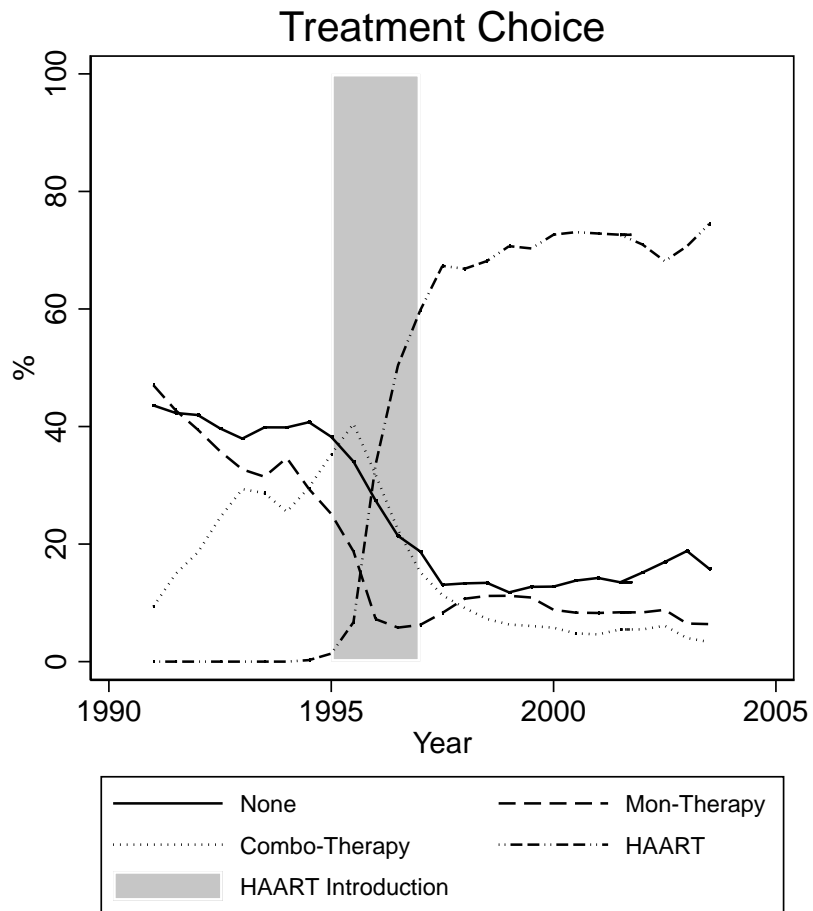 Treatment Choice
100
80
60
40
20
0
%
1990
1995
2000
2005
Year
None
Mon-Therapy
Combo-Therapy
HAART
HAART Introduction